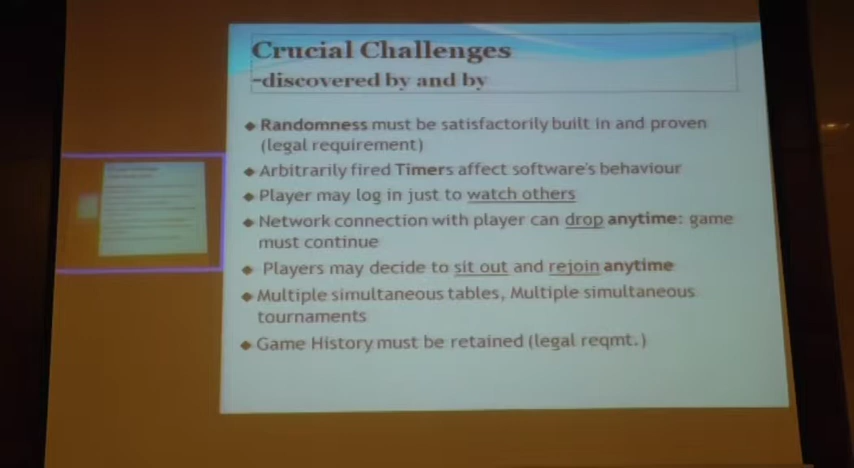 Crucial Challenges
-discovered by and by
◆ Randomness must be satisfactorily built in and proven
(legal requirement)
◆ Arbitrarily fired Timers affect software's behaviour
◆ Player may log in just to watch others
◆ Network connection with player can drop anytime: game
must continue
◆ Players may decide to sit out and rejoin anytime
◆ Multiple simultaneous tables, Multiple simultaneous
tournaments
◆ Game History must be retained (legal reqmt.)